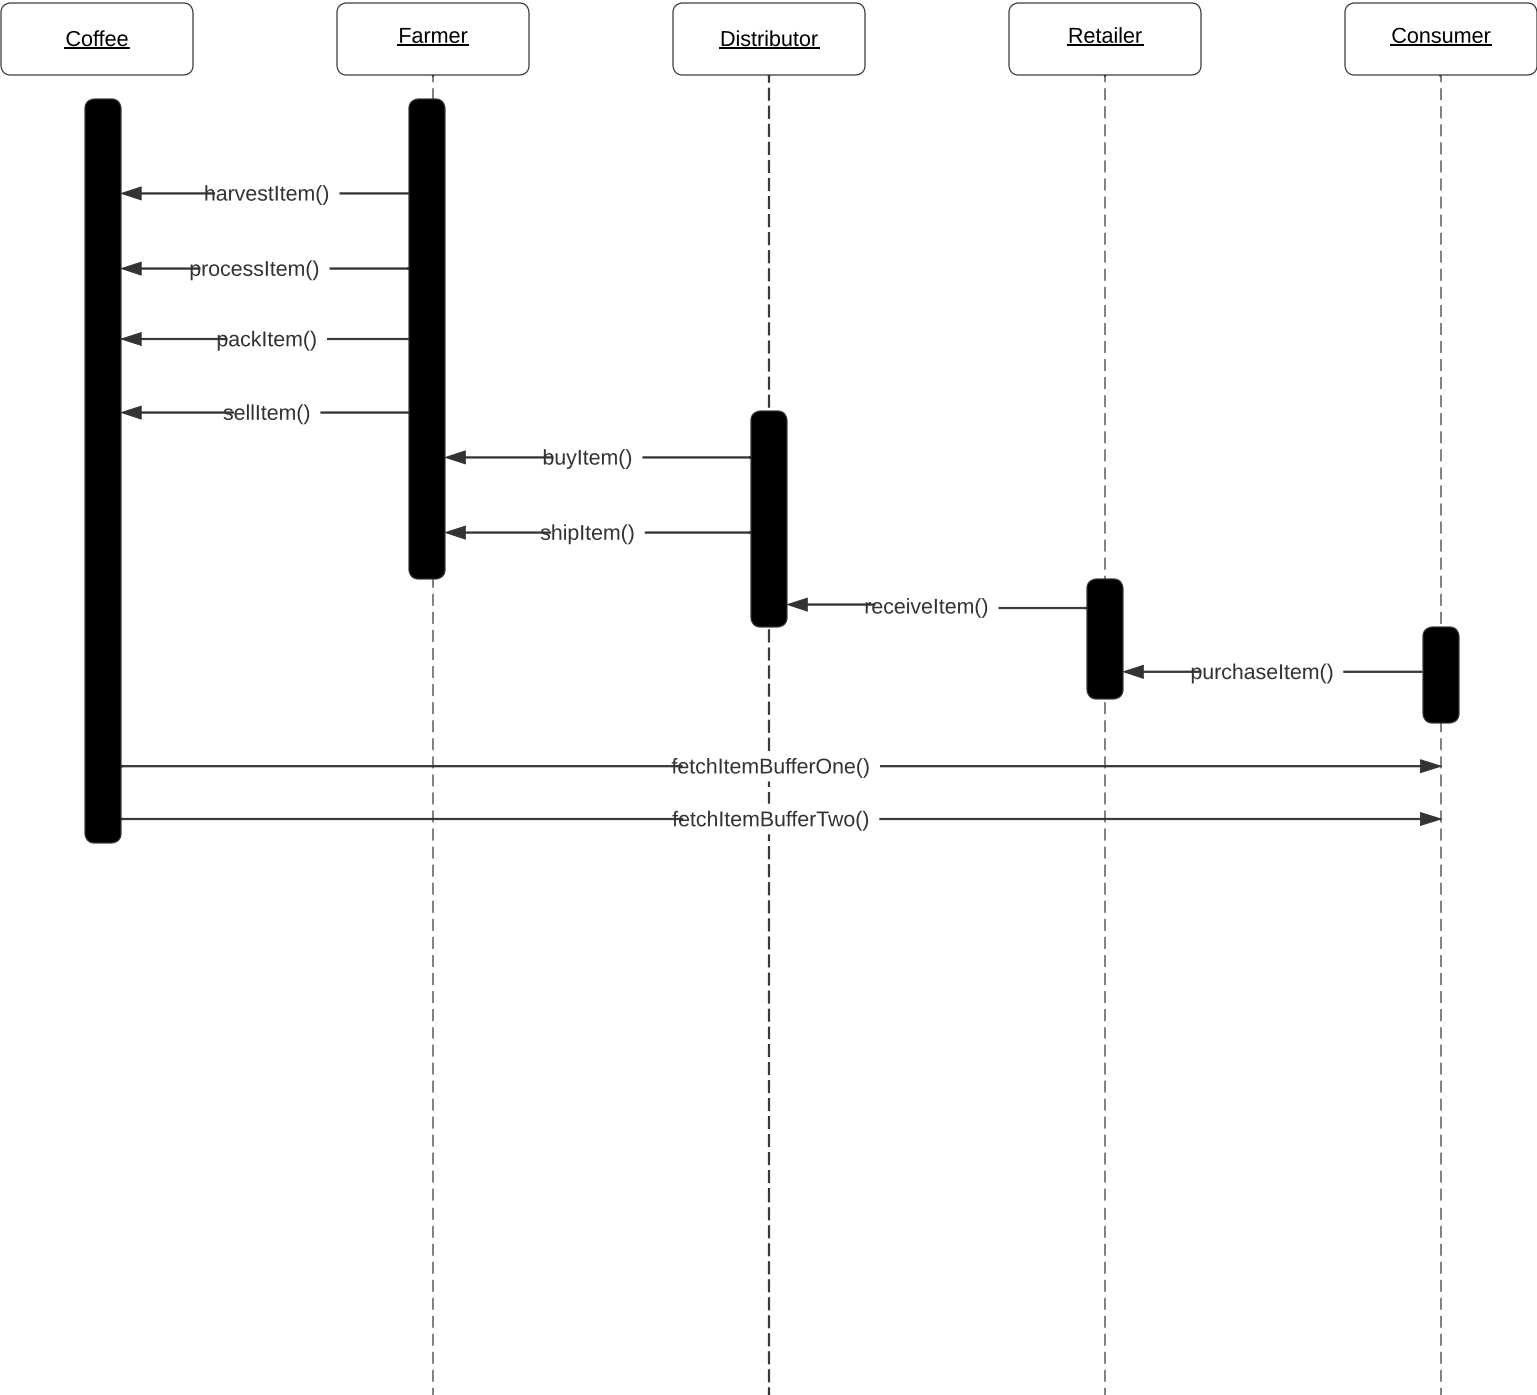 Coffee
Farmer
Distributor
Retailer
Consumer
harvestItem()
processItem()
packItem()
sellItem()
buyItem()
shipItem()
receiveItem()
purchaseItem()
fetchItemBufferOne()
fetchItemBufferTwo()